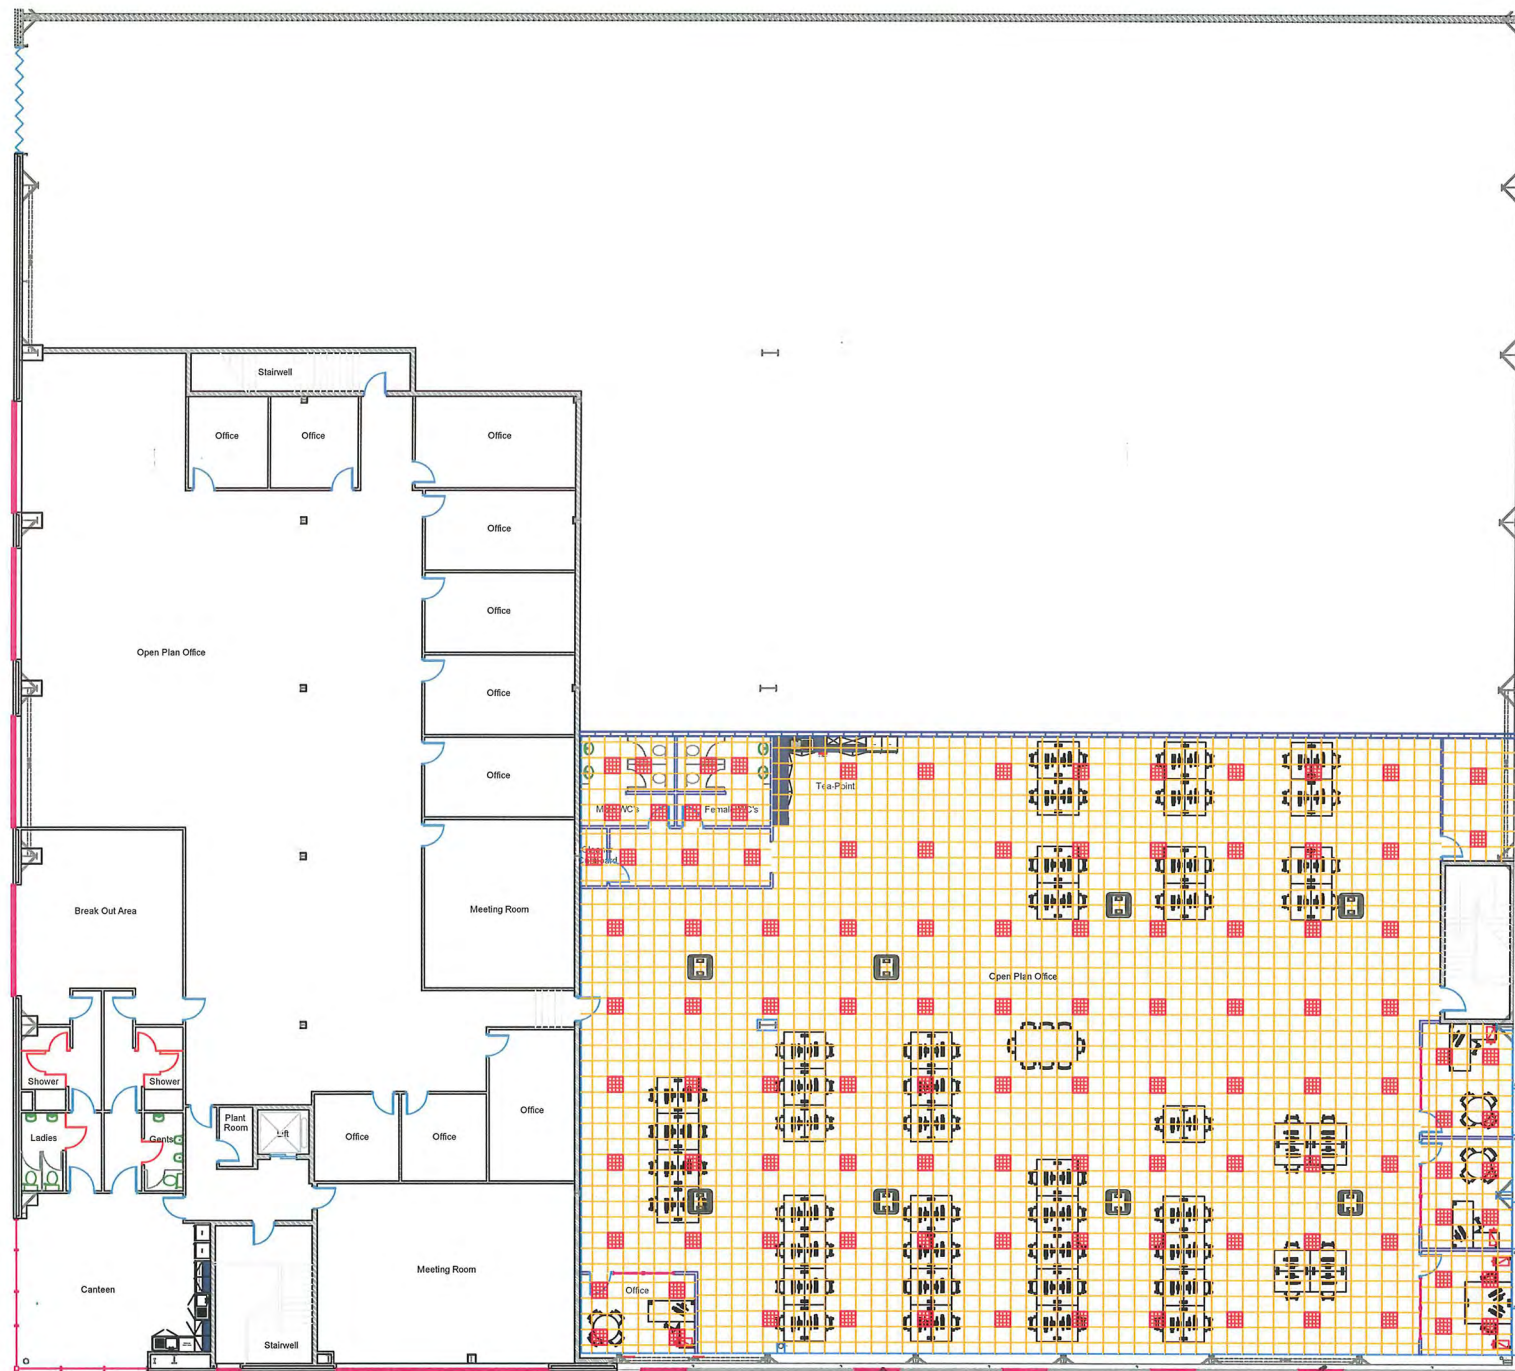 Stairwell
Office
Office
Office
Office
Office
Open Plan Office
Office
Office
Tea-Point
Break Out Area
Meeting Room
Open Plan Office
Shower
Shower
Office
Plant
Room
Lift
Ladies
Gents
Office
Office
Meeting Room
Canteen
Office
Stairwell